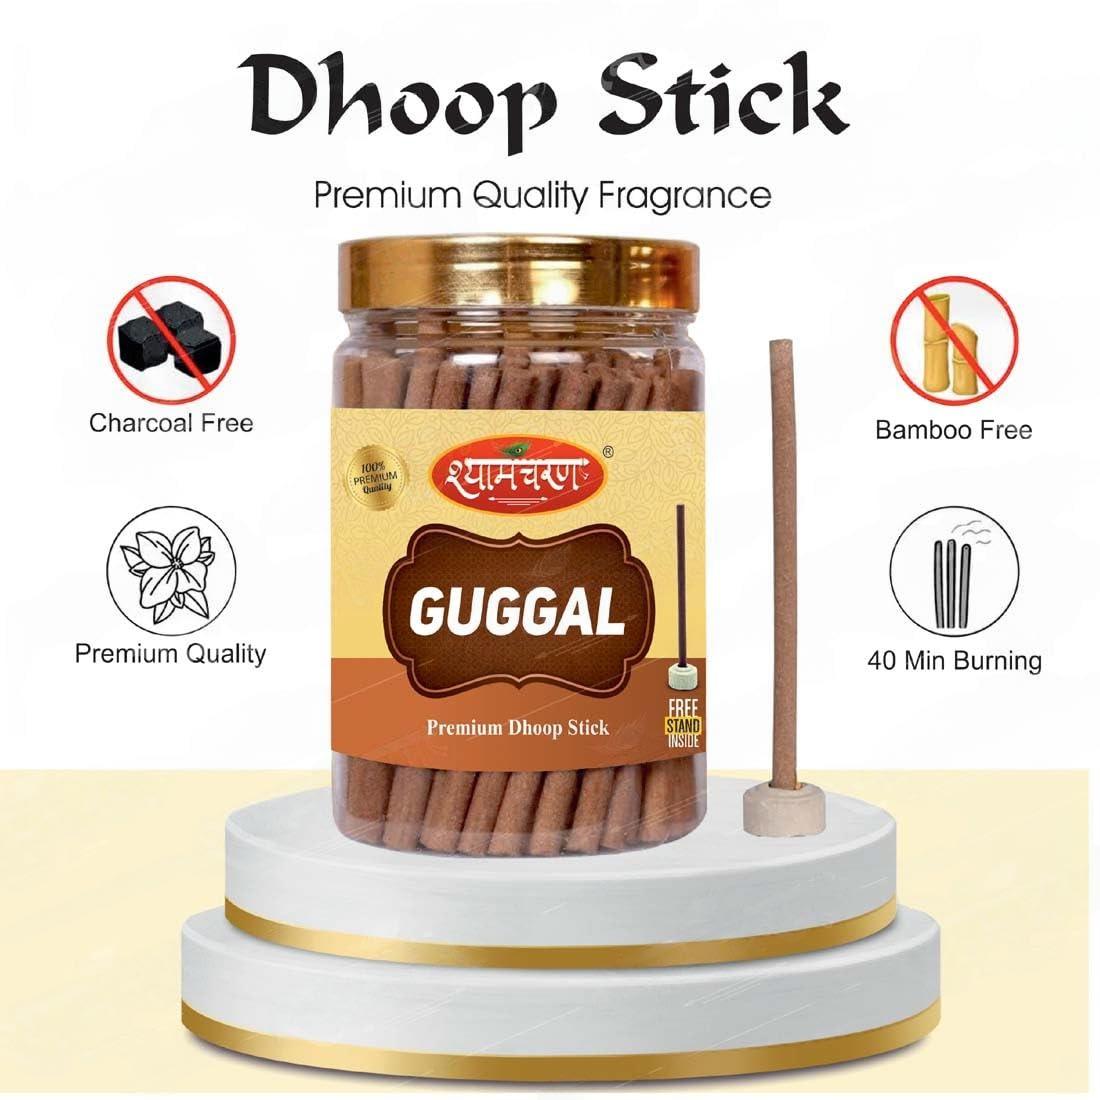 Dhoop Stick
Premium Quality Fragrance
Charcoal Free
Bamboo Free
100%
PREMIUM
Quality
श्यामचरण
®
GUGGAL
Premium Dhoop Stick
FREE
STAND
INSIDE
Premium Quality
40 Min Burning